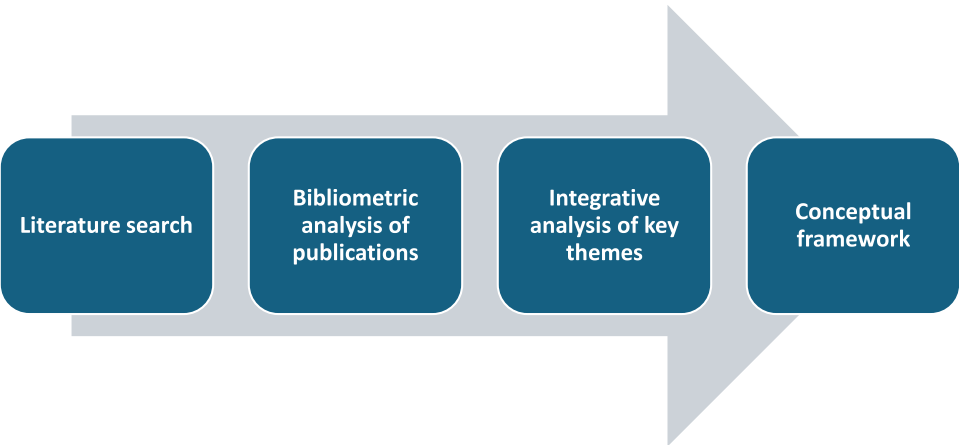 Literature search
Bibliometric
analysis of
publications
Integrative
analysis of key
themes
Conceptual
framework